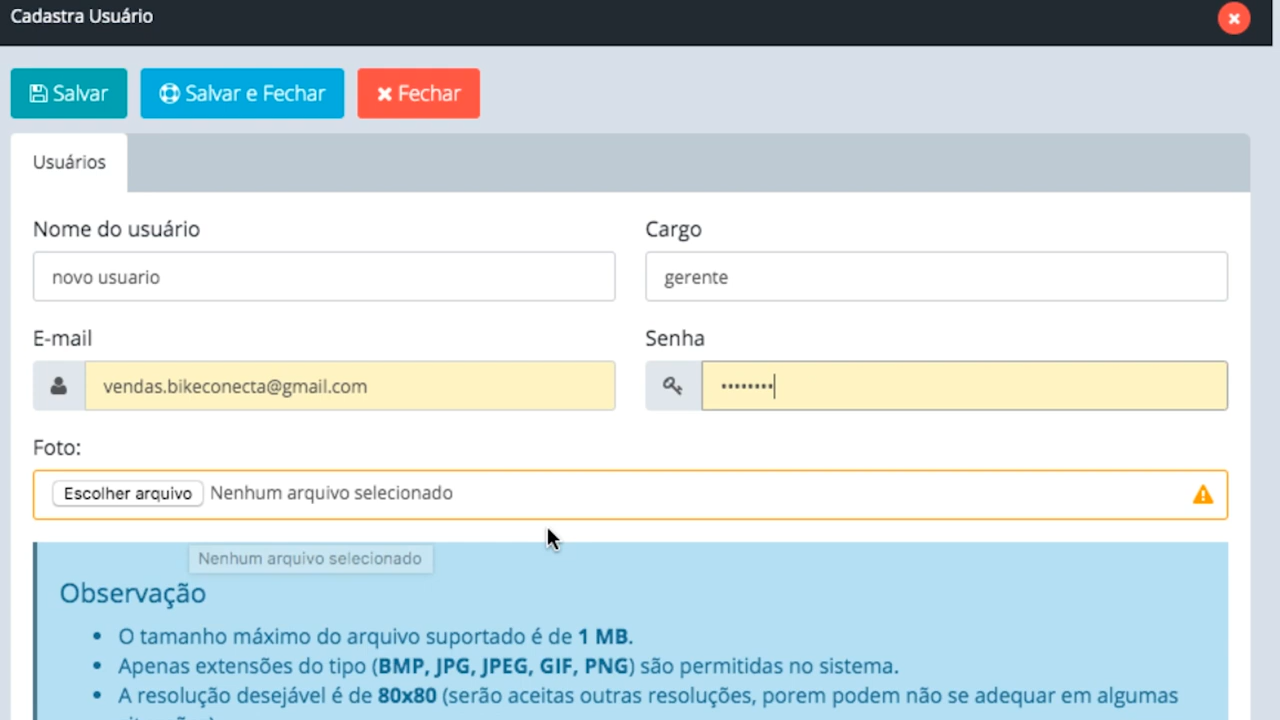 Cadastra Usuário
Salvar
Salvar e Fechar
Fechar
Usuários
Nome do usuário
Cargo
novo usuario
gerente
E-mail
Senha
vendas.bikeconecta@gmail.com
••••••••
Foto:
Escolher arquivo Nenhum arquivo selecionado
Nenhum arquivo selecionado
Observação
• O tamanho máximo do arquivo suportado é de 1 MB.
• Apenas extensões do tipo (BMP, JPG, JPEG, GIF, PNG) são permitidas no sistema.
• A resolução desejável é de 80x80 (serão aceitas outras resoluções, porem podem não se adequar em algumas